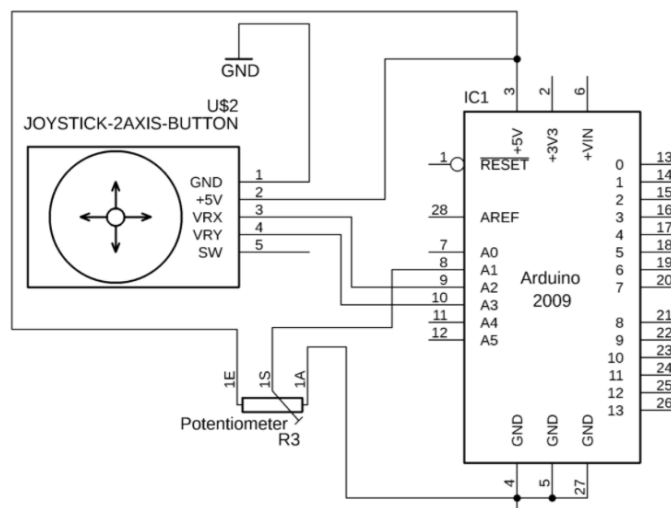 GND
U$2
JOYSTICK-2AXIS-BUTTON
GND 1
+5V 2
VRX 3
VRY 4
SW 5
IC1
3 2 6
+5V +3V3 +VIN
1 RESET
28 AREF
7 A0
8 A1
9 A2
10 A3
11 A4
12 A5
Arduino
2009
0 13
1 14
2 15
3 16
4 17
5 18
6 19
7 20
8 21
9 22
10 23
11 24
12 25
13 26
GND GND GND
4 5 27
1E 1S 1A
Potentiometer
R3